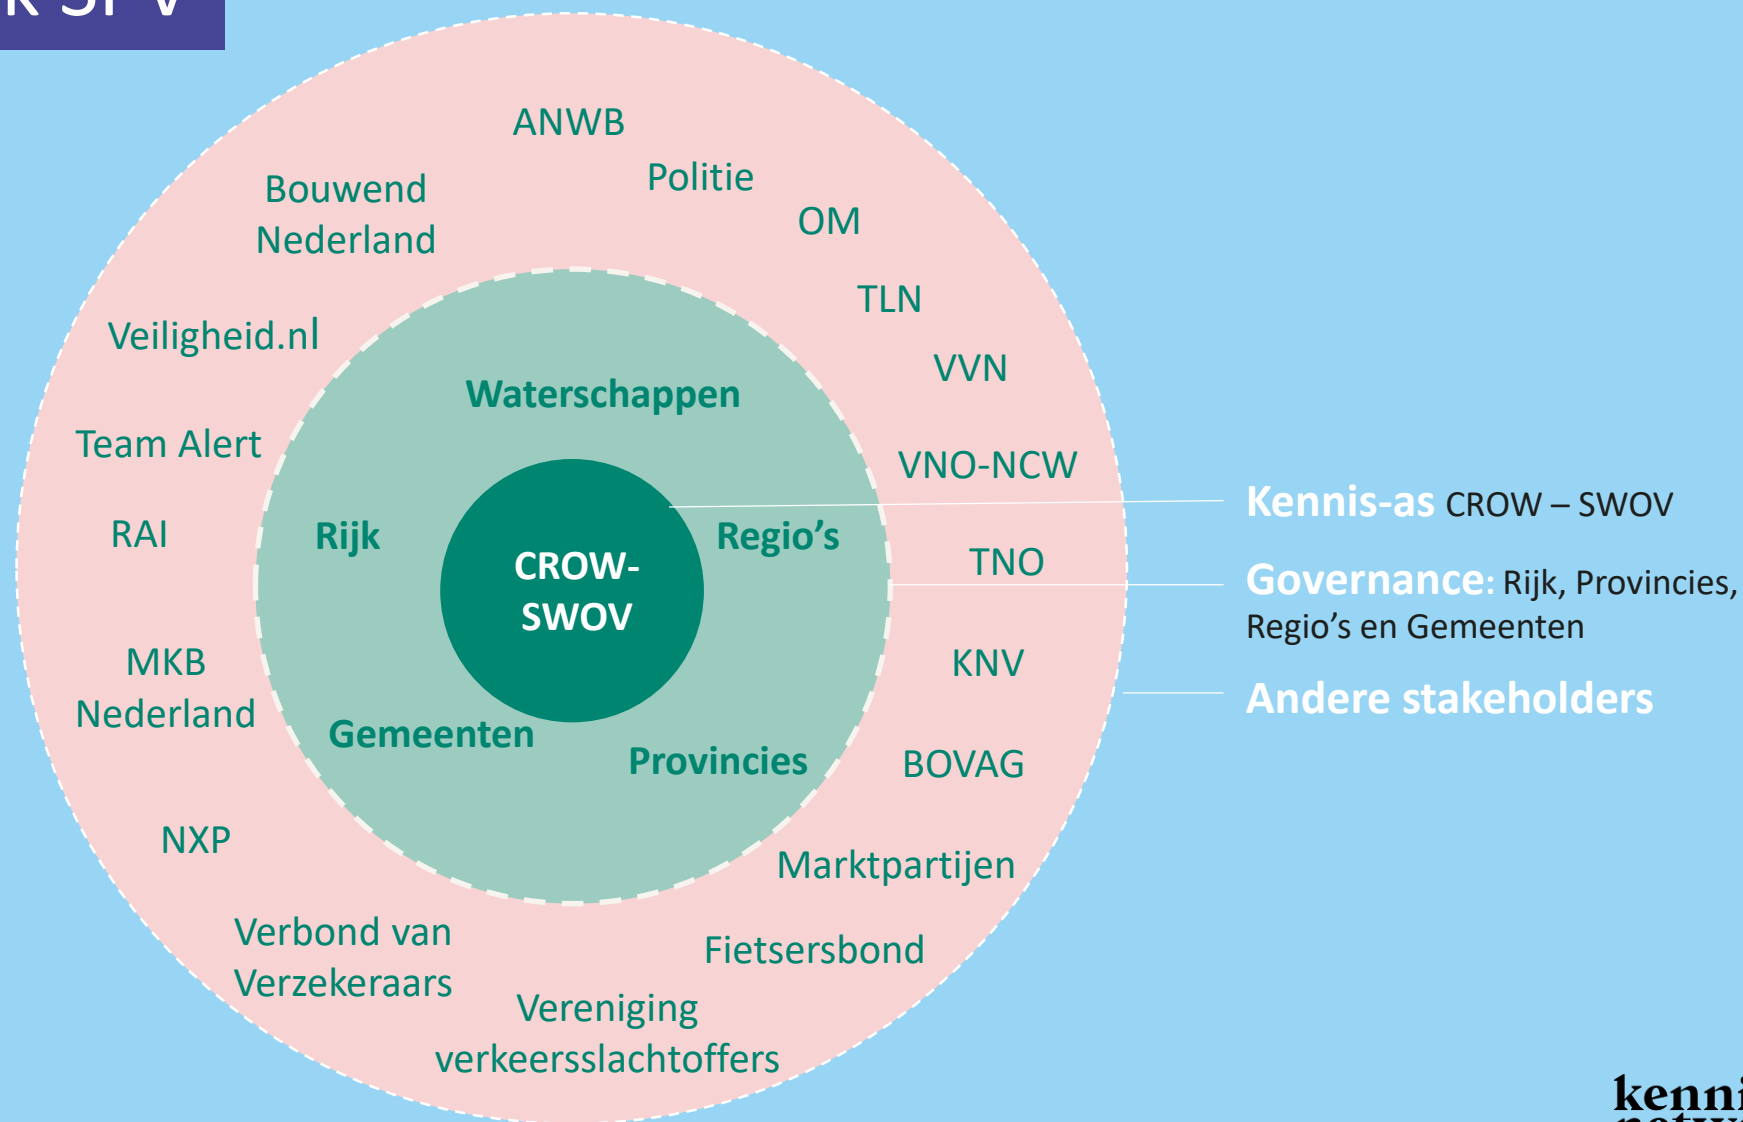 ANWB
Politie
Bouwend
Nederland
OM
TLN
Veiligheid.nl
VVN
Waterschappen
Team Alert
VNO-NCW
RAI
Rijk
Regio's
TNO
CROW-
SWOV
MKB
Nederland
KNV
Gemeenten
Provincies
BOVAG
NXP
Marktpartijen
Verbond van
Verzekeraars
Fietsersbond
Vereniging
verkeersslachtoffers
Kennis-as CROW – SWOV
Governance: Rijk, Provincies,
Regio's en Gemeenten
Andere stakeholders